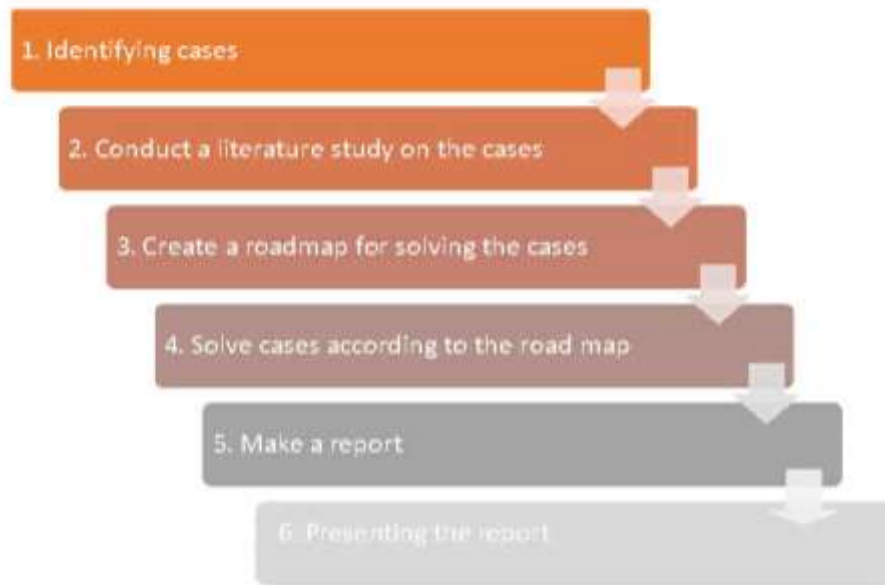 1. Identifying cases
2. Conduct a literature study on the cases
3. Create a roadmap for solving the cases
4. Solve cases according to the road map
5. Make a report
6. Presenting the report